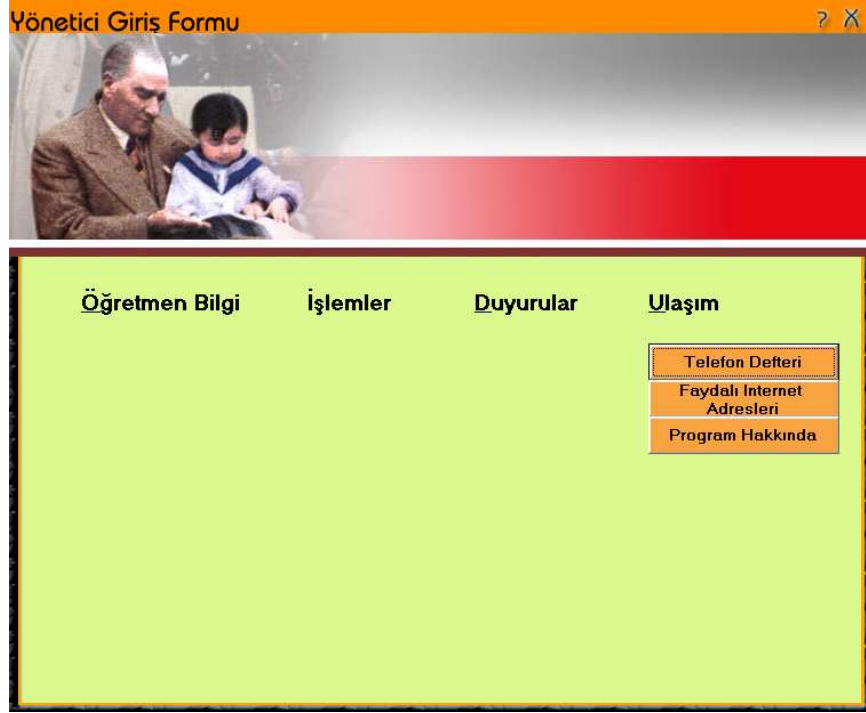 Yönetici Giriş Formu
? X
Öğretmen Bilgi İşlemler Duyurular Ulaşım
Telefon Defteri
Faydalı Internet
Adresleri
Program Hakkında